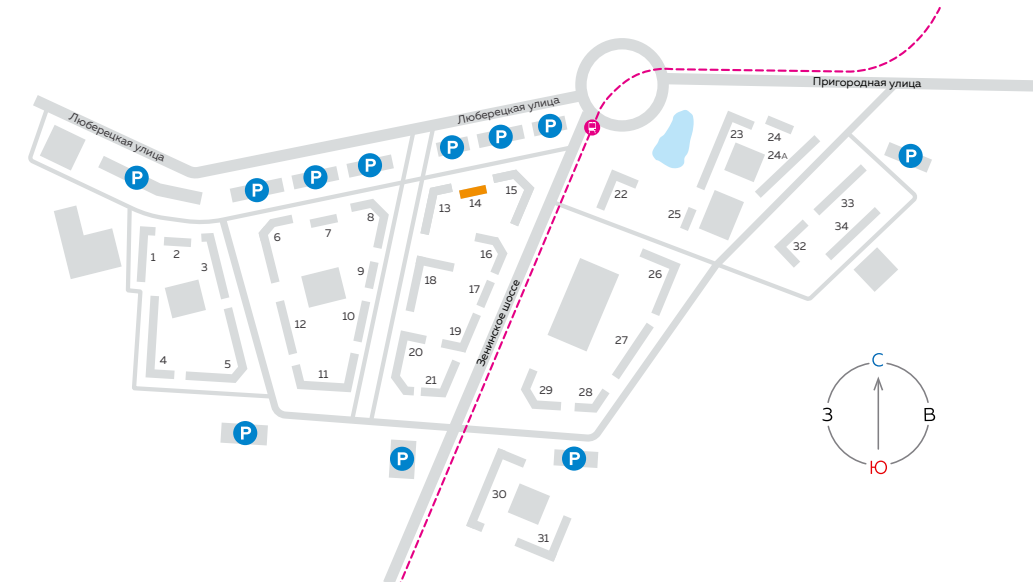 Пригородная улица
Люберецкая улица
Люберецкая улица
P
P
P
P
P
P
P
P
23
24
24А
15
14
13
22
25
33
34
32
8
7
6
1
2
3
16
18
17
9
10
12
26
Зенинское шоссе
19
20
21
27
4
5
11
29
28
С
З
В
Ю
P
P
P
30
31